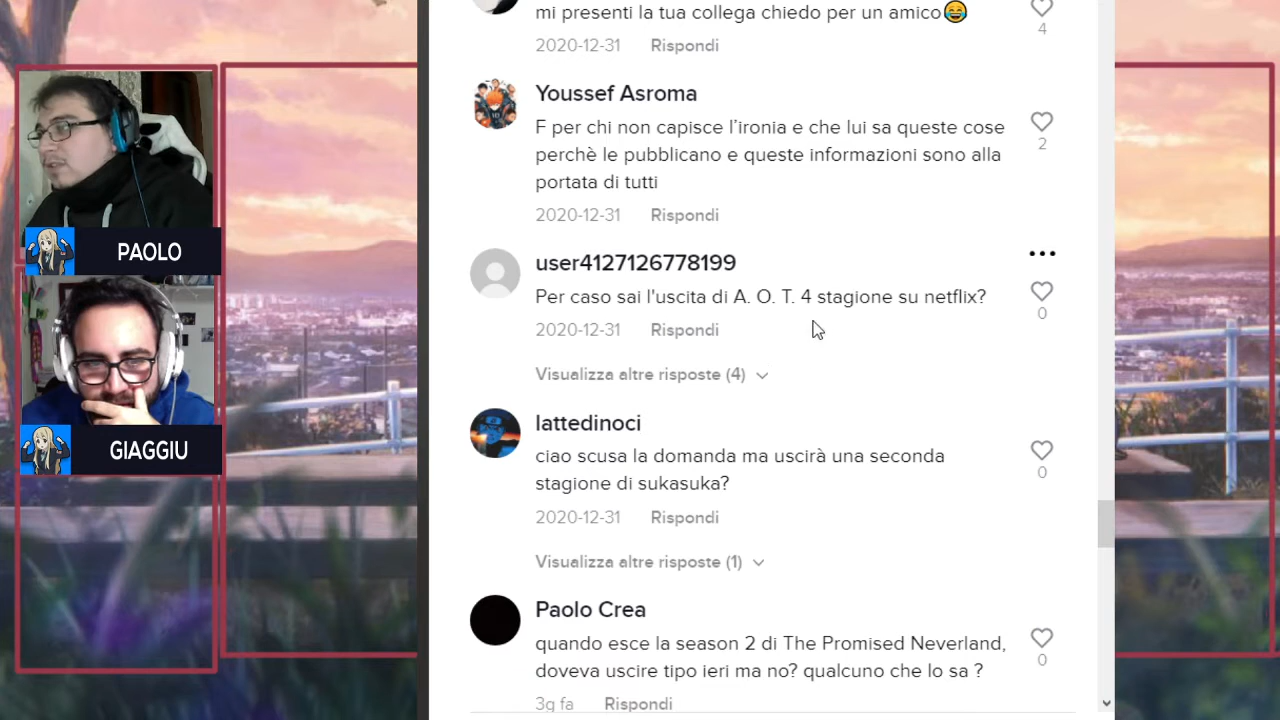 mi presenti la tua collega chiedo per un amico😂
4
2020-12-31 Rispondi
Youssef Asroma
F per chi non capisce l’ironia e che lui sa queste cose
perchè le pubblicano e queste informazioni sono alla
portata di tutti
2
2020-12-31 Rispondi
user4127126778199
Per caso sai l'uscita di A. O. T. 4 stagione su netflix?
0
2020-12-31 Rispondi
Visualizza altre risposte (4)
lattedinoci
ciao scusa la domanda ma uscirà una seconda
stagione di sukasuka?
0
2020-12-31 Rispondi
Visualizza altre risposte (1)
Paolo Crea
quando esce la season 2 di The Promised Neverland,
doveva uscire tipo ieri ma no? qualcuno che lo sa ?
0
3g fa Rispondi
PAOLO
GIAGGIU